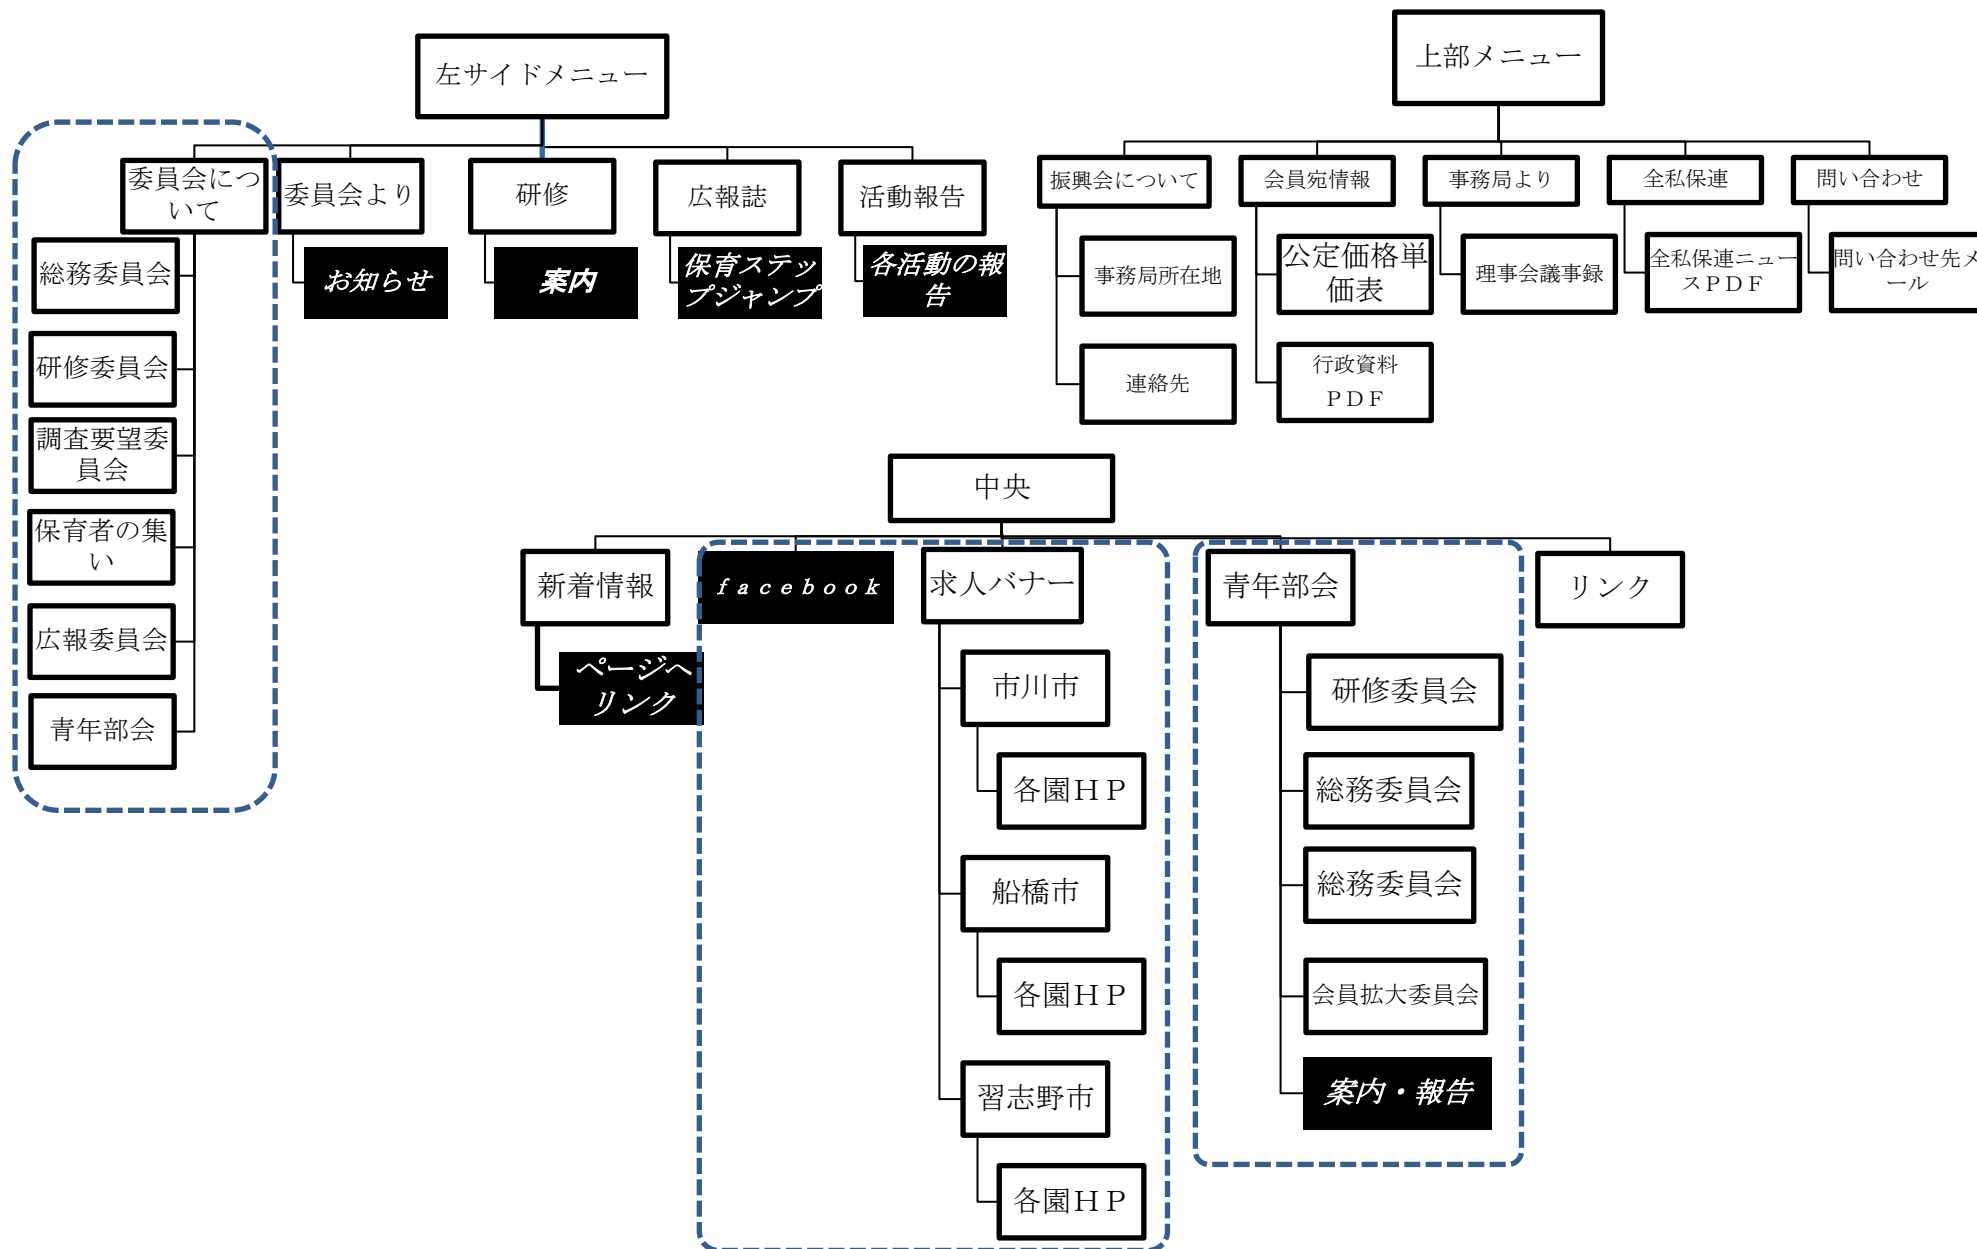 左サイドメニュー
委員会につ
いて
総務委員会
研修委員会
調査要望委
員会
保育者の集
い
広報委員会
青年部会
委員会より
お知らせ
研修
案内
広報誌
保育ステッ
プジャンプ
活動報告
各活動の報
告
上部メニュー
振興会について
事務局所在地
連絡先
会員宛情報
公定価格単
価表
行政資料
ＰＤＦ
事務局より
理事会議事録
全私保連
全私保連ニュー
スＰＤＦ
問い合わせ
問い合わせ先メ
ール
中央
新着情報
ページへ
リンク
ｆａｃｅｂｏｏｋ
求人バナー
市川市
各園ＨＰ
船橋市
各園ＨＰ
習志野市
各園ＨＰ
青年部会
研修委員会
総務委員会
総務委員会
会員拡大委員会
案内・報告
リンク